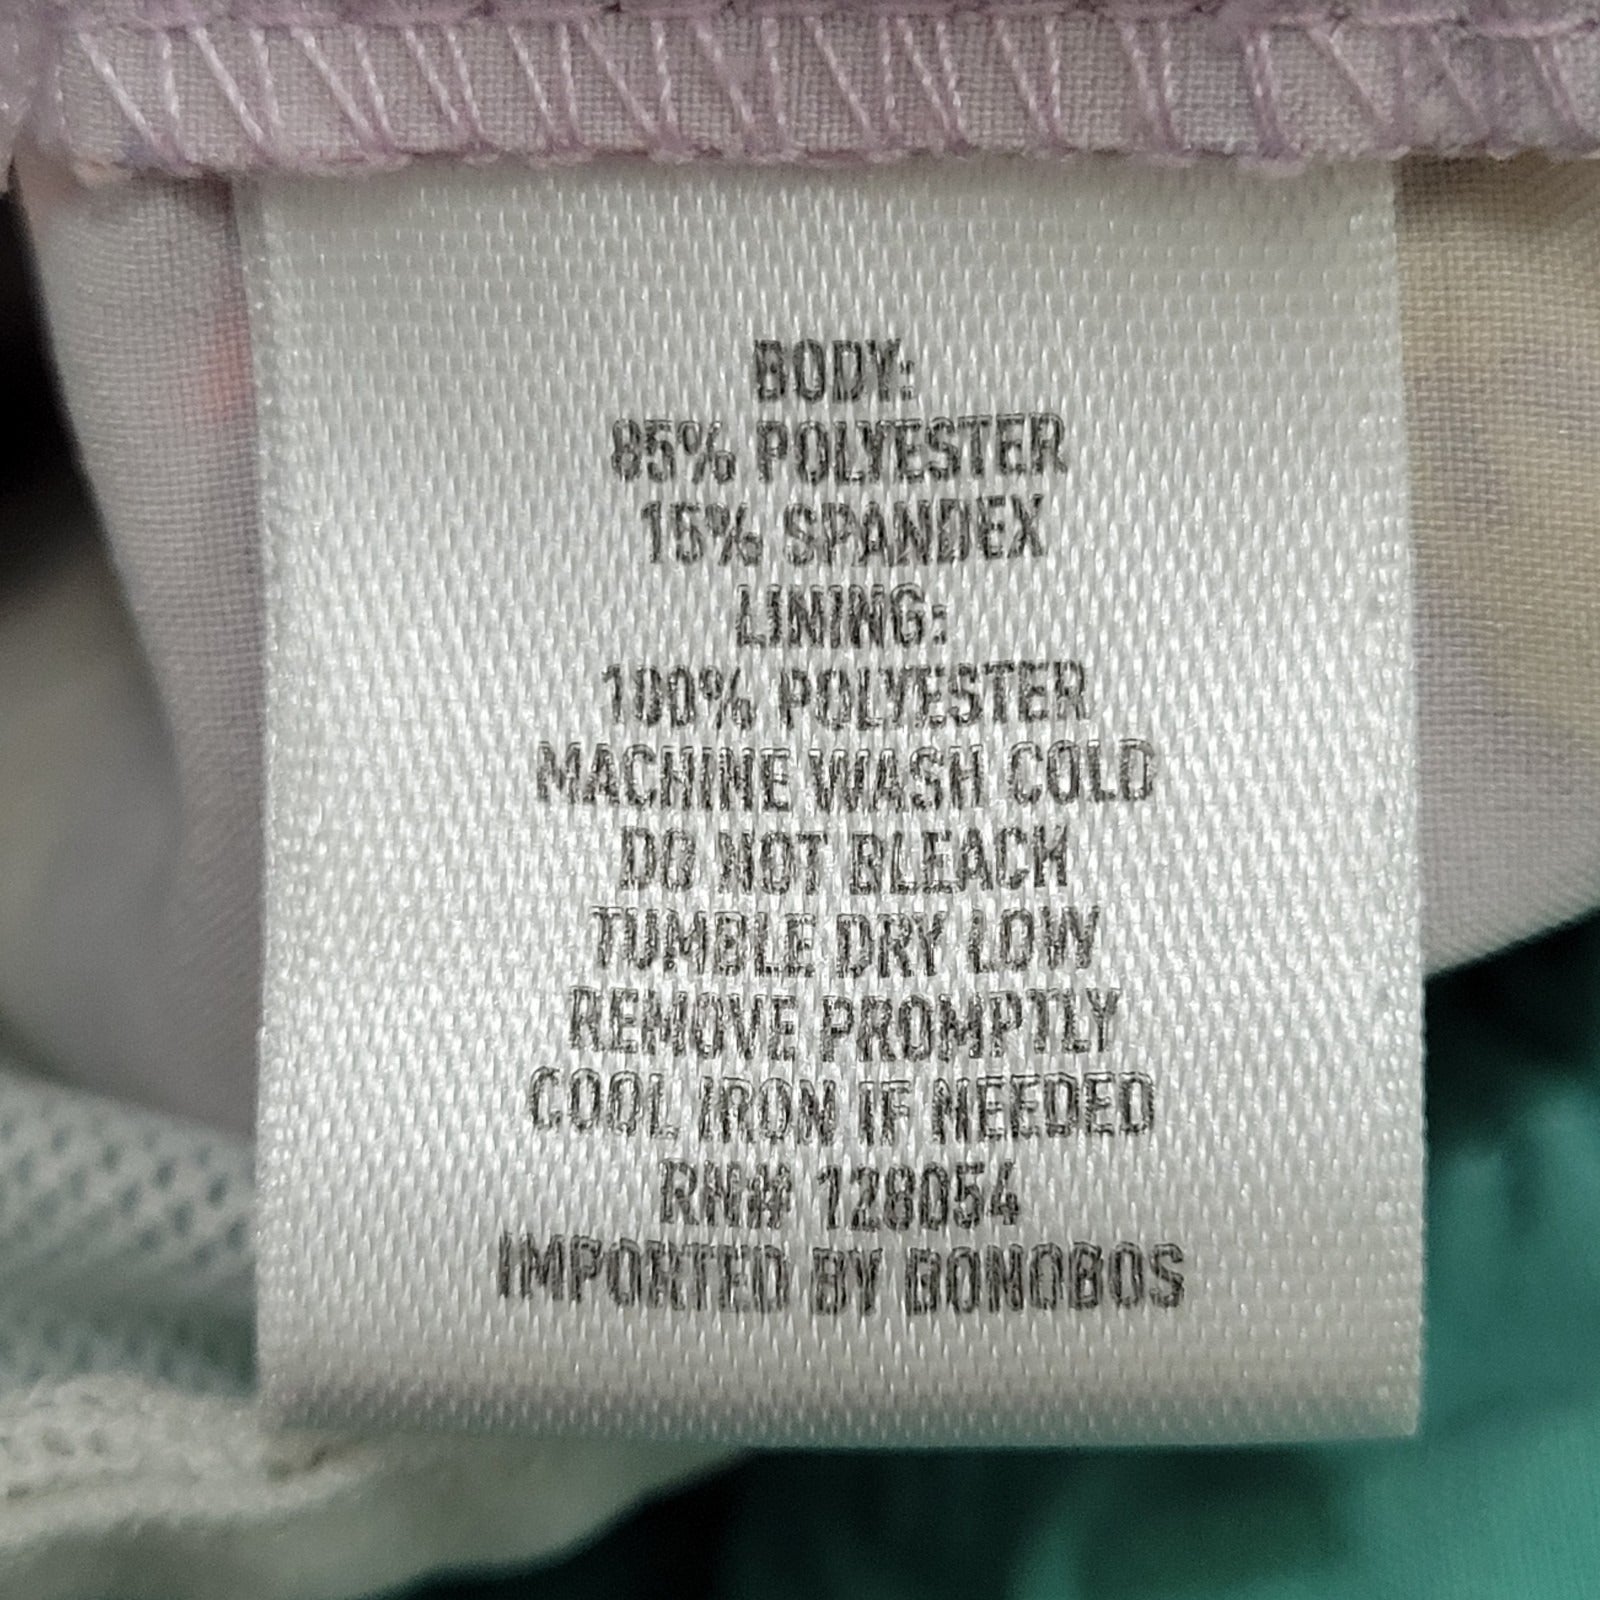 BODY:
85% POLYESTER
15% SPANDEX
LINING:
100% POLYESTER
MACHINE WASH COLD
DO NOT BLEACH
TUMBLE DRY LOW
REMOVE PROMPTLY
COOL IRON IF NEEDED
RN# 128054
IMPORTED BY BONOBOS